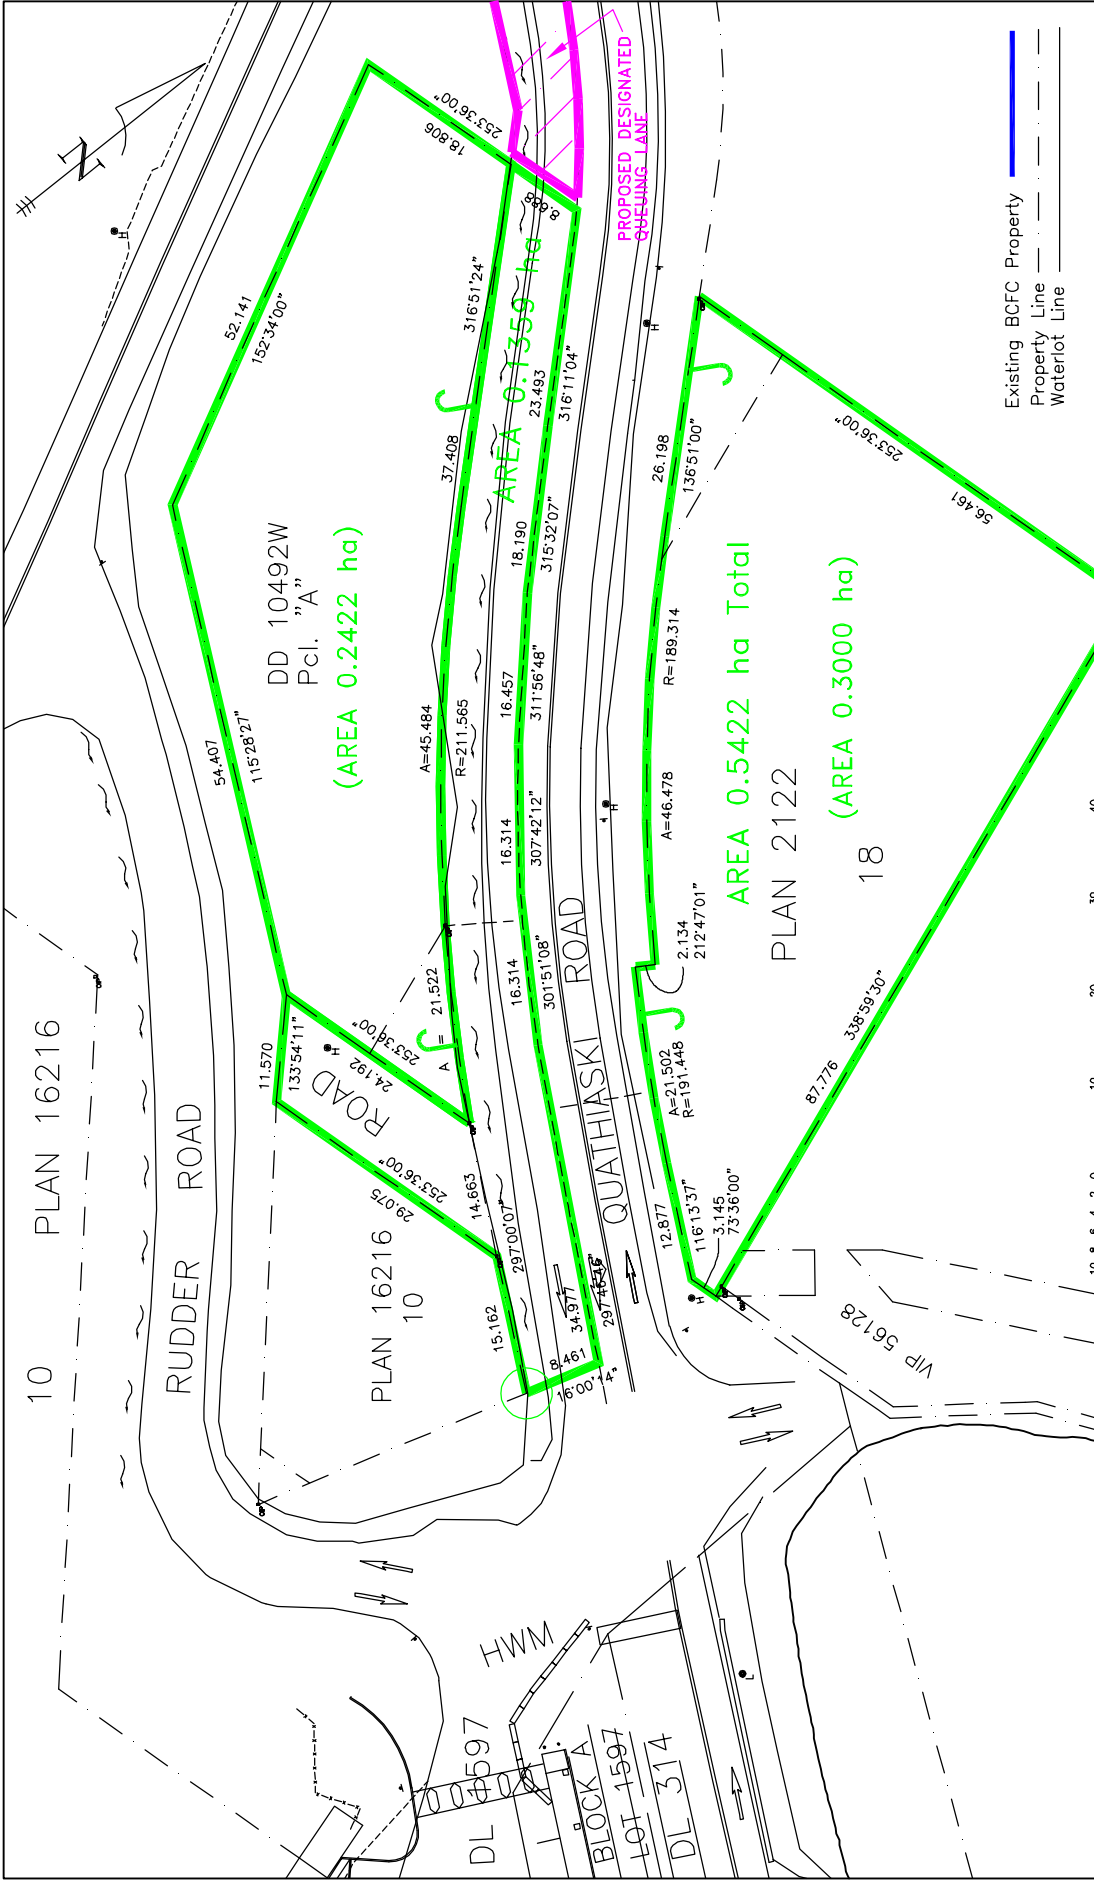 10
PLAN 16216
RUDDER ROAD
PLAN 16216
10
ROAD
DD 10492W
Pcl. "A"
(AREA 0.2422 ha)
N
H
52.141
152°34'00"
54.407
115°28'27"
11.570
133°54'11"
24.192
253°36'00"
29.075
253°36'00"
H
18.806
253°36'00"
8.688
316°51'24"
37.408
A=45.484
R=211.565
A = 21.522
14.663
297°00'07"
15.162
AREA 0.1359 ha
23.493
316°11'04"
18.190
315°32'07"
16.457
311°56'48"
16.314
307°42'12"
16.314
301°51'08"
34.977
297°46'46"
8.461
16°00'14"
QUATHIASKI ROAD
PROPOSED DESIGNATED
QUEUING LANE
H
H
H
26.198
136°51'00"
R=189.314
A=46.478
2.134
212°47'01"
A=21.502
R=191.448
12.877
116°13'37"
3.145
73°36'00"
AREA 0.5422 ha Total
PLAN 2122
(AREA 0.3000 ha)
18
253°36'00"
56.461
87.776
338°59'30"
VIP 56128
HWM
DL 1597
BLOCK A
LOT 1597
DL 314
L
Existing BCFC Property
Property Line
Waterlot Line